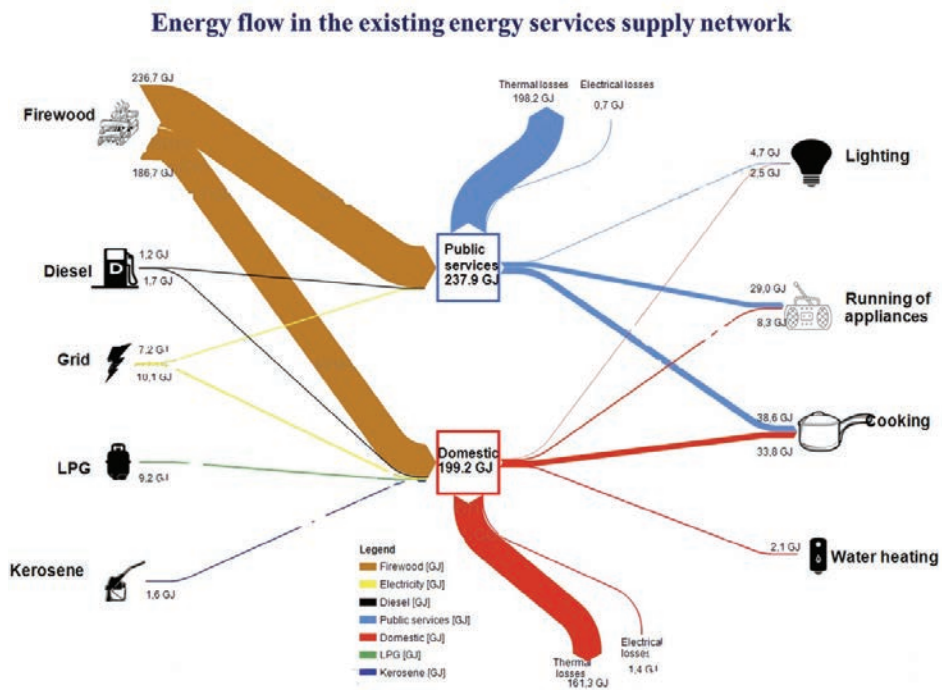 Energy flow in the existing energy services supply network
236,7 GJ
Firewood
186,7 GJ
Thermal losses
198,2 GJ
Electrical losses
0,7 GJ
4,7 GJ
2,5 GJ
Lighting
Public
services
237.9 GJ
Diesel
D
1,2 GJ
1,7 GJ
29,0 GJ
8,3 GJ
Running of
appliances
Grid
7,2 GJ
10,1 GJ
38,6 GJ
33,8 GJ
Cooking
Domestic
199.2 GJ
LPG
9,2 GJ
2,1 GJ
Water heating
Kerosene
1,6 GJ
Legend
Firewood [GJ]
Electricity [GJ]
Diesel [GJ]
Public services [GJ]
Domestic [GJ]
LPG [GJ]
Kerosene [GJ]
Thermal
losses
161,3 GJ
Electrical
losses
1,4 GJ